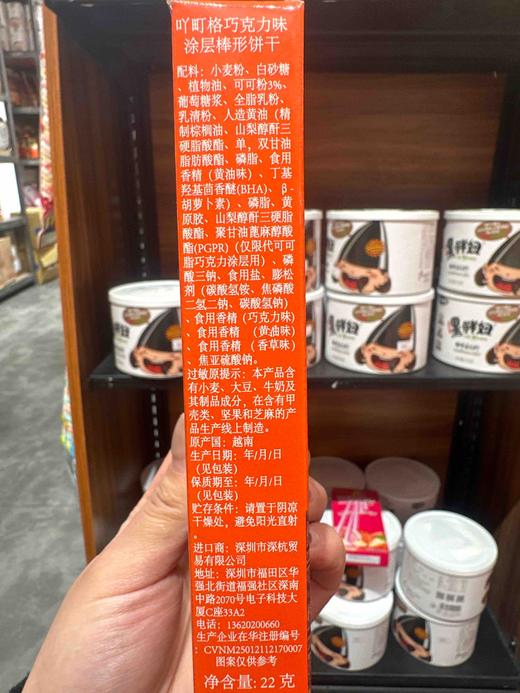 吖町格巧克力味
涂层棒形饼干
配料：小麦粉、白砂糖
、植物油、可可粉3%、
葡萄糖浆、全脂乳粉、
乳清粉、人造黄油（精
制棕榈油、山梨醇酐三
硬脂酸酯、单，双甘油
脂肪酸酯、磷脂、食用
香精（黄油味）、丁基
羟基茴香醚(BHA)、β-
胡萝卜素）、磷脂、黄
原胶、山梨醇酐三硬脂
酸酯、聚甘油蓖麻醇酸
酯(PGPR)（仅限代可可
脂巧克力涂层用）、磷
酸三钠、食用盐、膨松
剂（碳酸氢铵、焦磷酸
二氢二钠、碳酸氢钠）
、食用香精（巧克力味）
、食用香精（黄油味）
、食用香精（香草味）
、焦亚硫酸钠。
过敏原提示：本产品含
有小麦、大豆、牛奶及
其制品成分，在含有甲
壳类、坚果和芝麻的产
品生产线上制造。
原产国：越南
生产日期：年/月/日
（见包装）
保质期至：年/月/日
（见包装）
贮存条件：请置于阴凉
干燥处，避免阳光直射
。
进口商：深圳市深杭贸
易有限公司
地址：深圳市福田区华
强北街道福强社区深南
中路2070号电子科技大
厦C座33A2
电话：13620200660
生产企业在华注册编号
：CVNM25012112170007
图案仅供参考
净含量：22 克